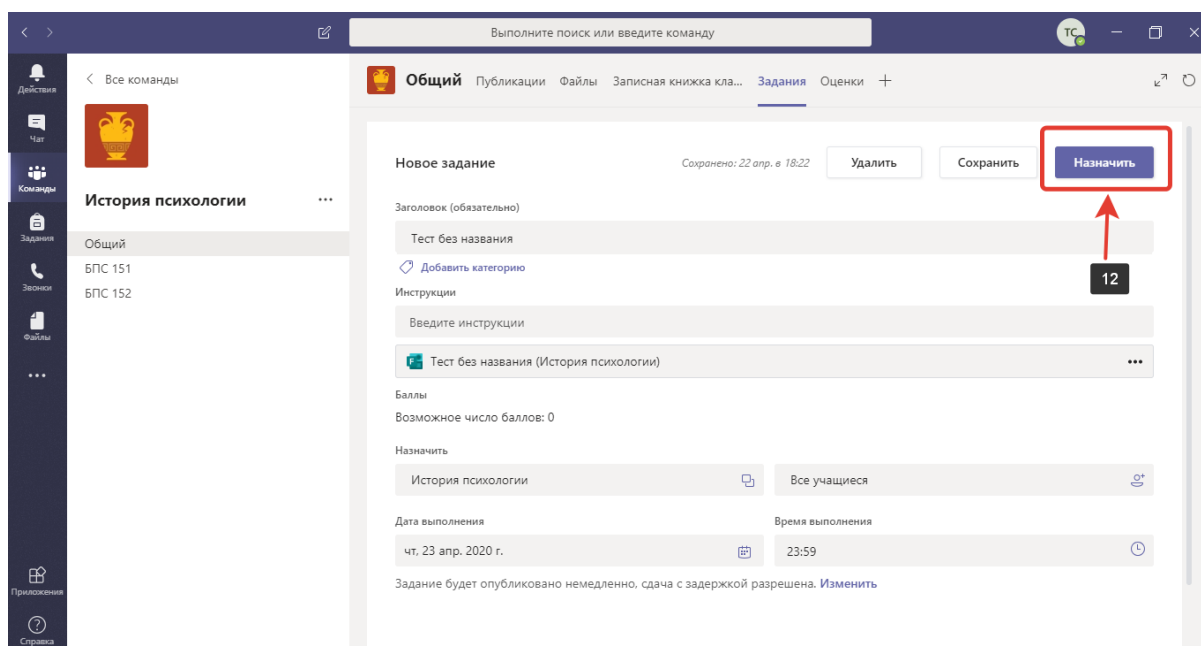 Выполните поиск или введите команду
ТС
Действия
Чат
Команды
Задания
Звонки
Файлы
Приложения
Справка
Все команды
История психологии
Общий
БПС 151
БПС 152
Общий Публикации Файлы Записная книжка кла... Задания Оценки
Новое задание Сохранено: 22 апр. в 18:22 Удалить Сохранить Назначить
12
Заголовок (обязательно)
Тест без названия
Добавить категорию
Инструкции
Введите инструкции
Тест без названия (История психологии)
Баллы
Возможное число баллов: 0
Назначить
История психологии Все учащиеся
Дата выполнения Время выполнения
чт, 23 апр. 2020 г. 23:59
Задание будет опубликовано немедленно, сдача с задержкой разрешена. Изменить